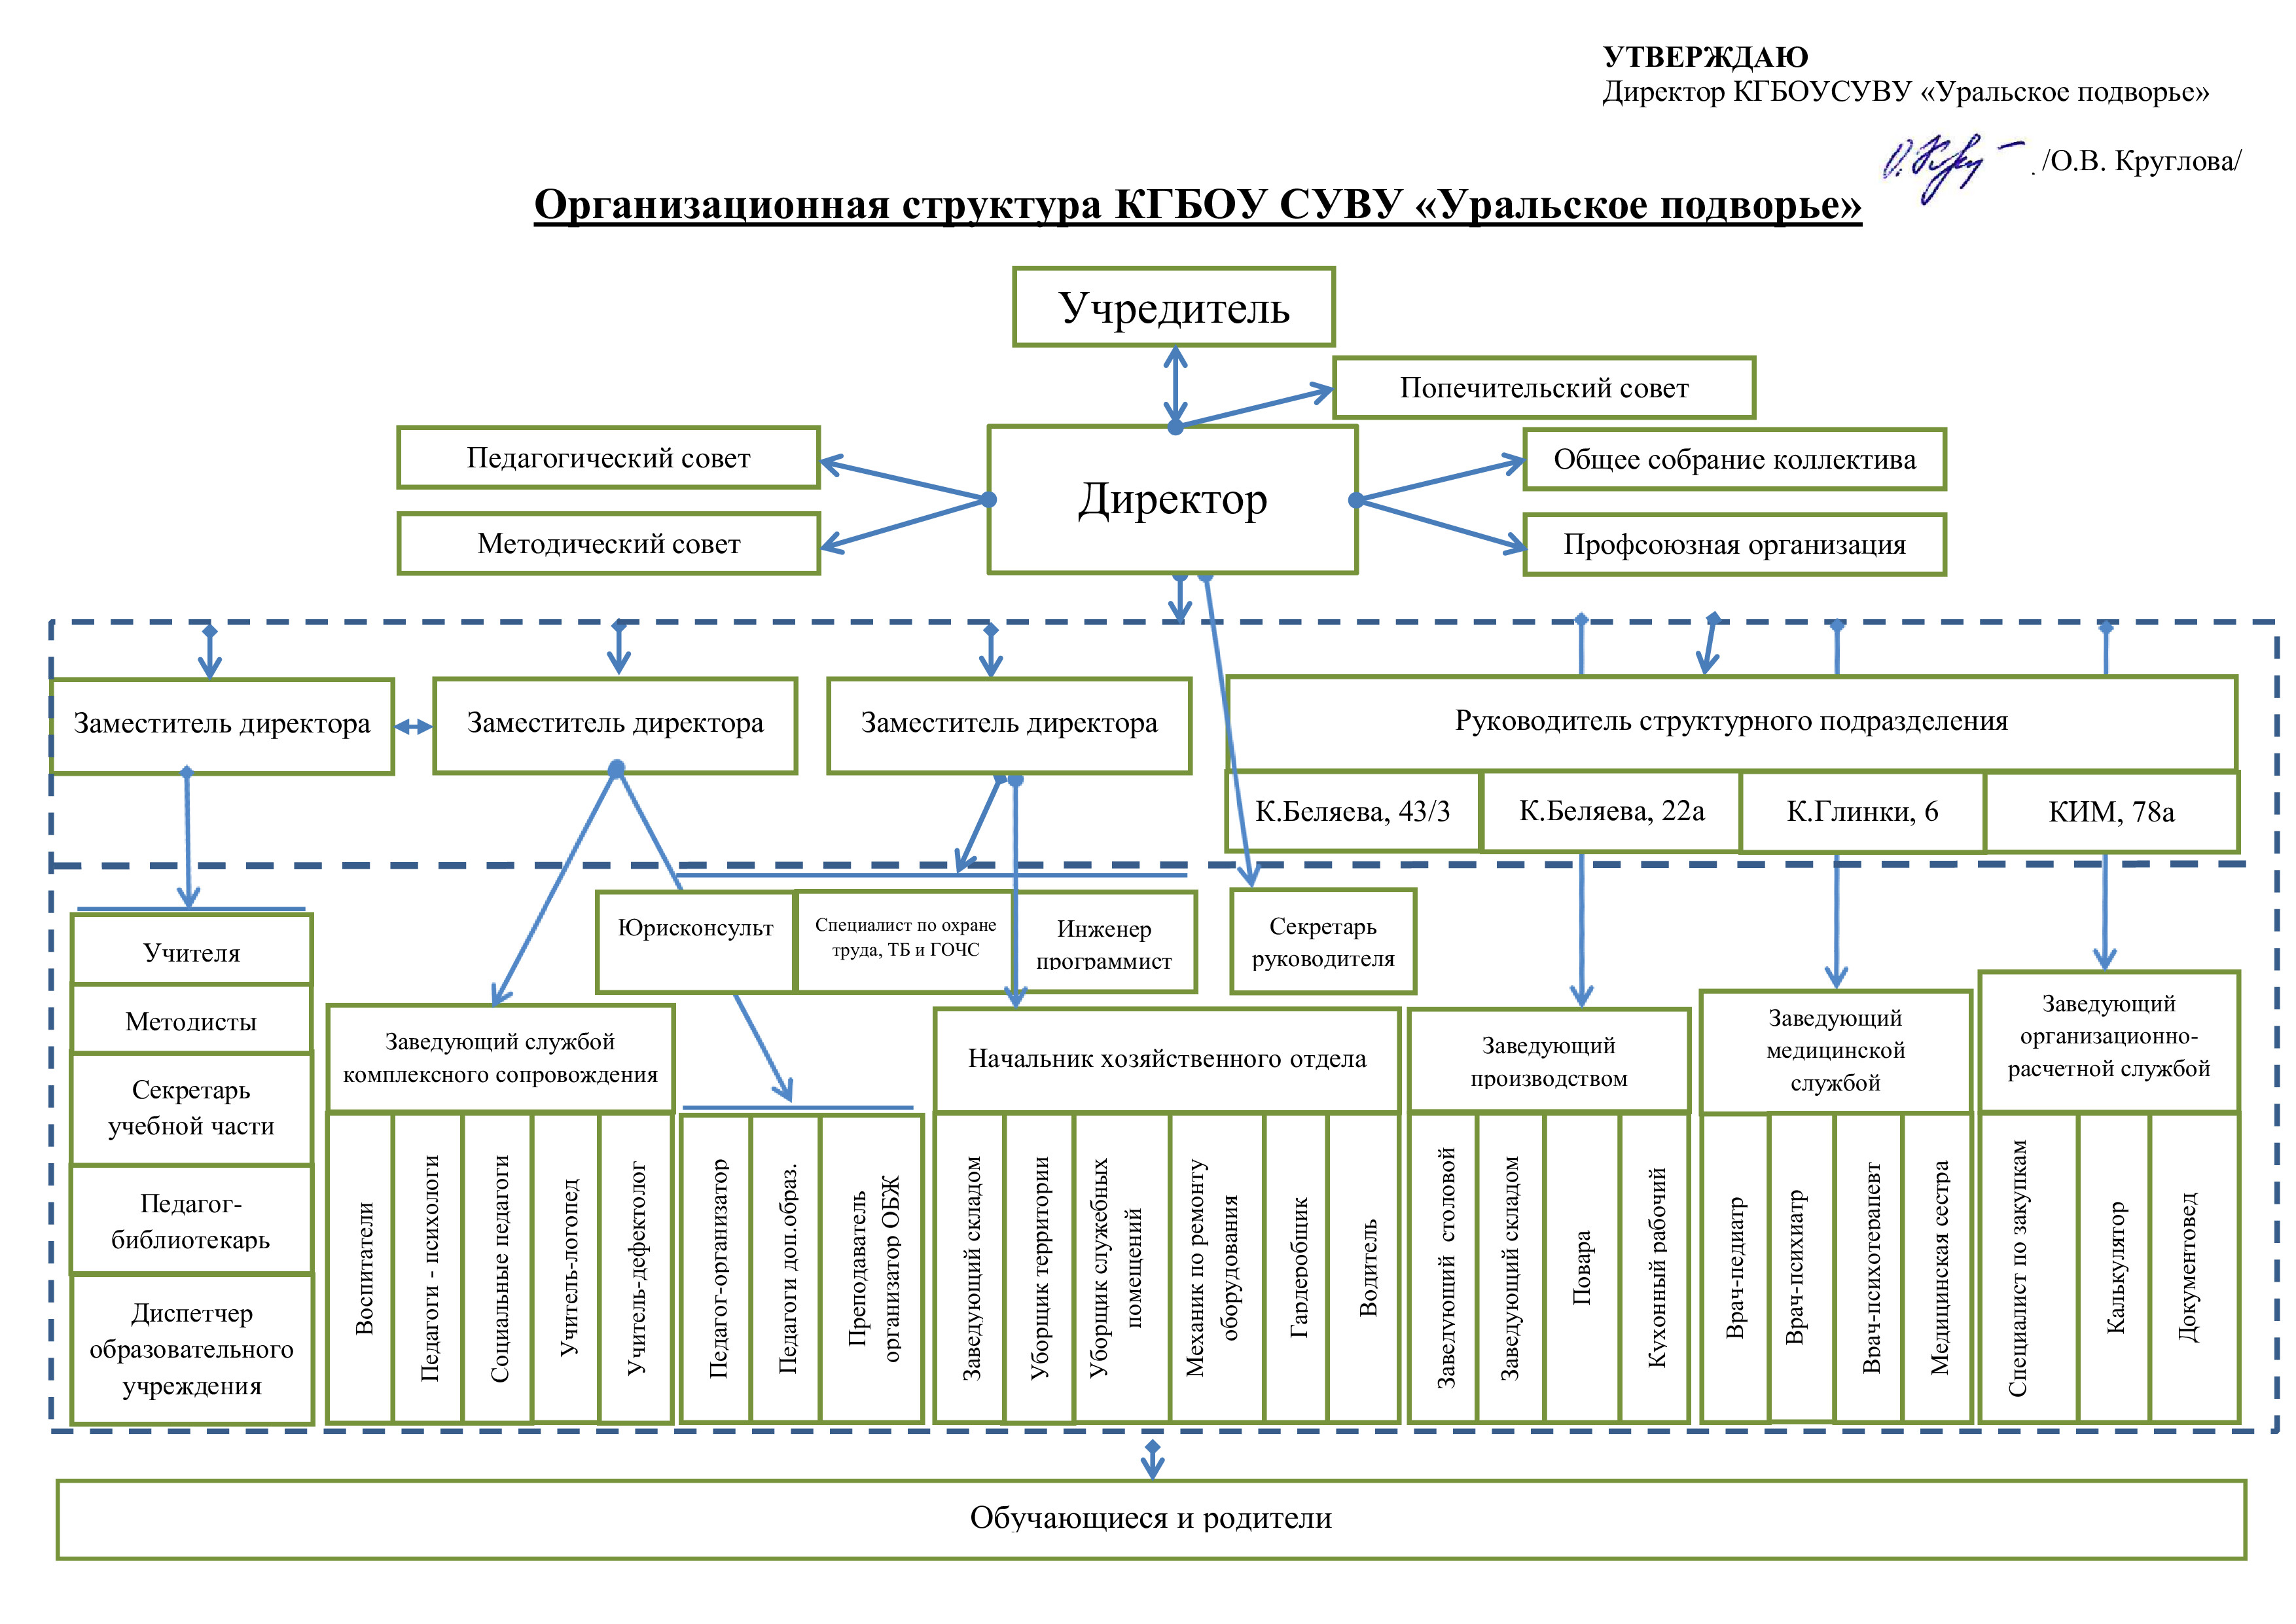 УТВЕРЖДАЮ
Директор КГБОУСУВУ «Уральское подворье»
/О.В. Круглова/
Организационная структура КГБОУ СУВУ «Уральское подворье»
Учредитель
Попечительский совет
Педагогический совет
Общее собрание коллектива
Директор
Методический совет
Профсоюзная организация
Заместитель директора
Заместитель директора
Заместитель директора
Руководитель структурного подразделения
К.Беляева, 43/3
К.Беляева, 22а
К.Глинки, 6
КИМ, 78а
Юрисконсульт
Специалист по охране
труда, ТБ и ГОЧС
Инженер
программист
Секретарь
руководителя
Учителя
Методисты
Секретарь
учебной части
Педагог-
библиотекарь
Диспетчер
образовательного
учреждения
Заведующий службой
комплексного сопровождения
Воспитатели
Педагоги - психологи
Социальные педагоги
Учитель-логопед
Учитель-дефектолог
Педагог-организатор
Педагоги доп.образ.
Преподаватель
организатор ОБЖ
Начальник хозяйственного отдела
Заведующий складом
Уборщик территории
Уборщик служебных
помещений
Механик по ремонту
оборудования
Гардеробщик
Водитель
Заведующий
производством
Заведующий столовой
Заведующий складом
Повара
Кухонный рабочий
Заведующий
медицинской
службой
Врач-педиатр
Врач-психиатр
Врач-психотерапевт
Медицинская сестра
Заведующий
организационно-
расчетной службой
Специалист по закупкам
Калькулятор
Документовед
Обучающиеся и родители